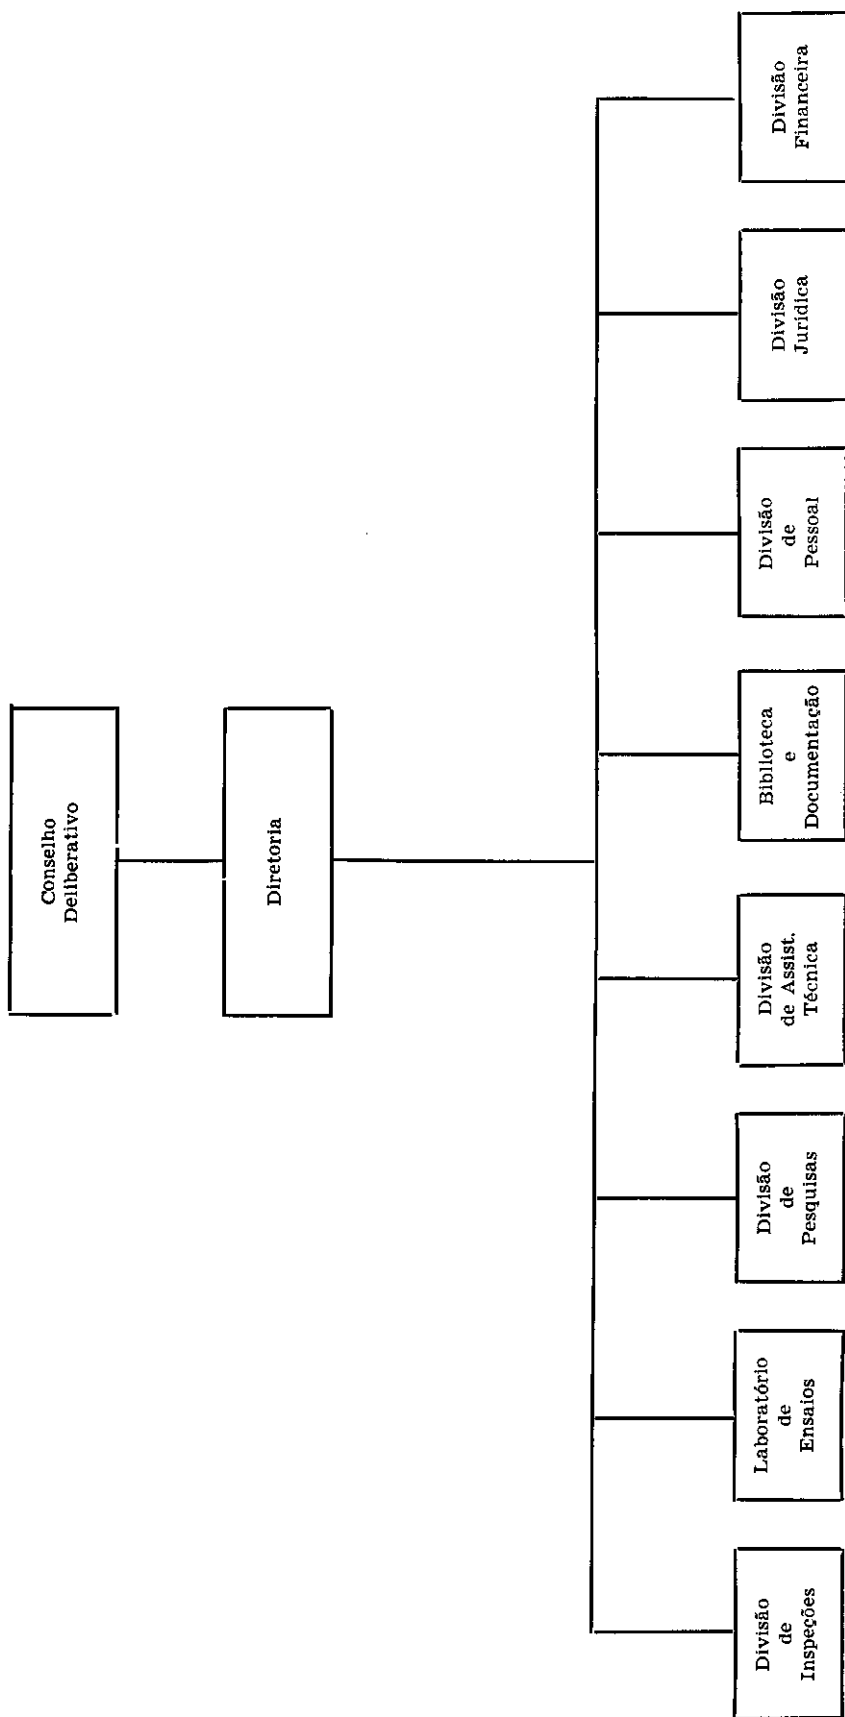 Conselho
Deliberativo
Diretoria
Divisão
de
Inspeções
Laboratório
de
Ensaios
Divisão
de
Pesquisas
Divisão
de Assist.
Técnica
Biblioteca
e
Documentação
Divisão
de
Pessoal
Divisão
Jurídica
Divisão
Financeira